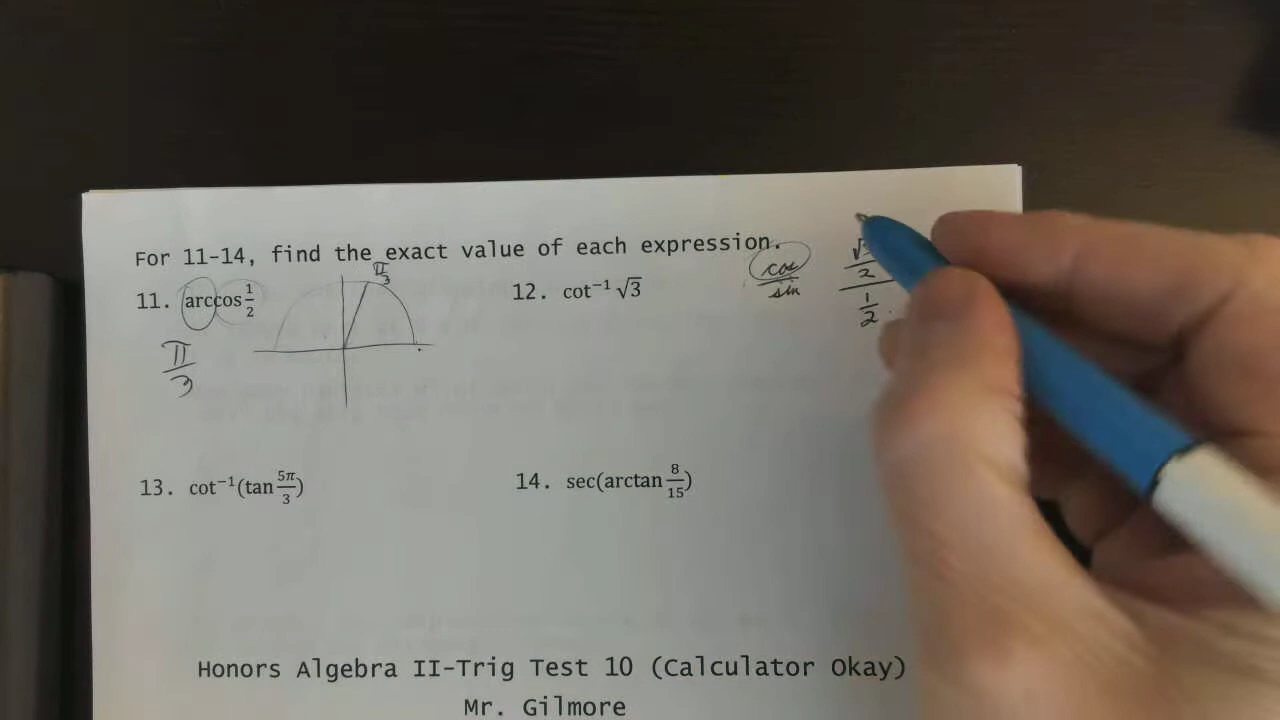 For 11-14, find the exact value of each expression.
11. arccos 1/2
π/3
π/3
12. cot⁻¹ √3
cos/sin
2
1/2
13. cot⁻¹(tan 5π/3)
14. sec(arctan 8/15)
Honors Algebra II-Trig Test 10 (Calculator Okay)
Mr. Gilmore